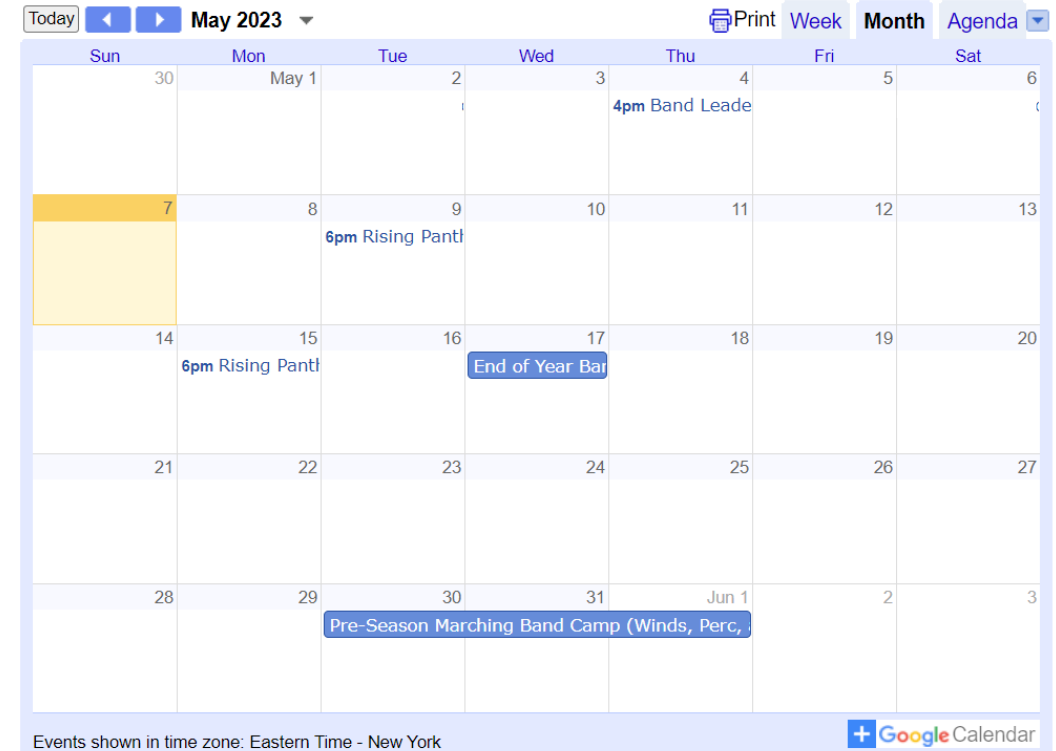 Today May 2023 Print Week Month Agenda
Sun Mon Tue Wed Thu Fri Sat
30 May 1 2 3 4 5 6
4pm Band Leade
7 8 9 10 11 12 13
6pm Rising Panth
14 15 16 17 18 19 20
6pm Rising Panth End of Year Ban
21 22 23 24 25 26 27
28 29 30 31 Jun 1 2 3
Pre-Season Marching Band Camp (Winds, Perc,
Events shown in time zone: Eastern Time - New York
Google Calendar